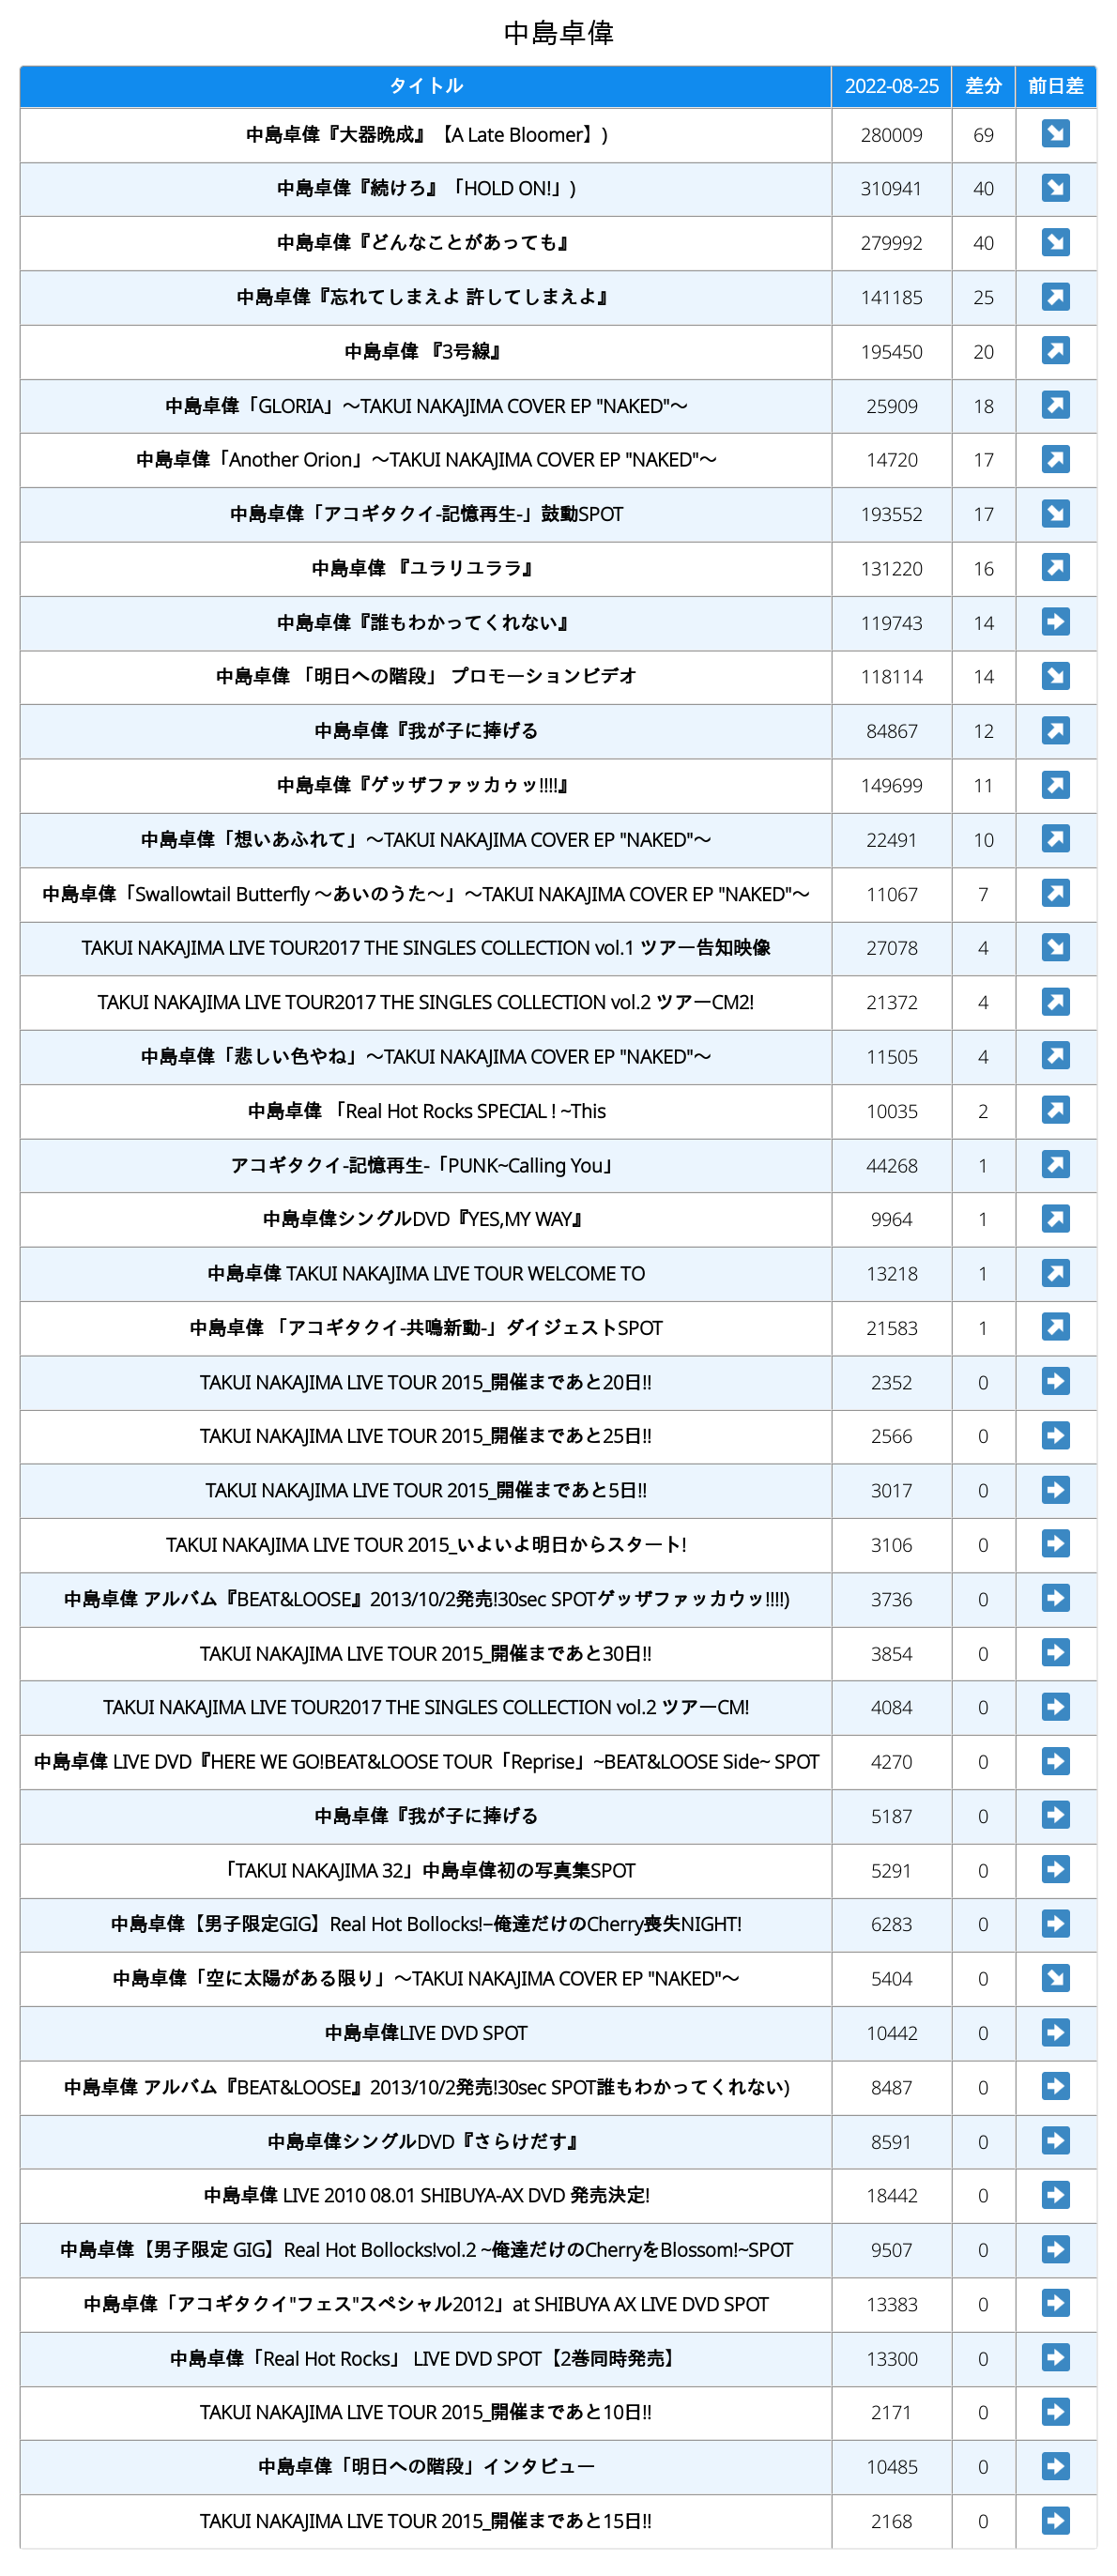 中島卓偉
タイトル 2022-08-25 差分 前日差
中島卓偉『大器晩成』【A Late Bloomer】) 280009 69 ↘
中島卓偉『続けろ』「HOLD ON!」) 310941 40 ↘
中島卓偉『どんなことがあっても』 279992 40 ↘
中島卓偉『忘れてしまえよ 許してしまえよ』 141185 25 ↗
中島卓偉 『3号線』 195450 20 ↗
中島卓偉「GLORIA」〜TAKUI NAKAJIMA COVER EP "NAKED"〜 25909 18 ↗
中島卓偉「Another Orion」〜TAKUI NAKAJIMA COVER EP "NAKED"〜 14720 17 ↗
中島卓偉「アコギタクイ-記憶再生-」鼓動SPOT 193552 17 ↘
中島卓偉 『ユラリユララ』 131220 16 ↗
中島卓偉『誰もわかってくれない』 119743 14 ➡
中島卓偉 「明日への階段」 プロモーションビデオ 118114 14 ↘
中島卓偉『我が子に捧げる 84867 12 ↗
中島卓偉『ゲッザファッカゥッ!!!!』 149699 11 ↗
中島卓偉「想いあふれて」〜TAKUI NAKAJIMA COVER EP "NAKED"〜 22491 10 ↗
中島卓偉「Swallowtail Butterfly 〜あいのうた〜」〜TAKUI NAKAJIMA COVER EP "NAKED"〜 11067 7 ↗
TAKUI NAKAJIMA LIVE TOUR2017 THE SINGLES COLLECTION vol.1 ツアー告知映像 27078 4 ↘
TAKUI NAKAJIMA LIVE TOUR2017 THE SINGLES COLLECTION vol.2 ツアーCM2! 21372 4 ↗
中島卓偉「悲しい色やね」〜TAKUI NAKAJIMA COVER EP "NAKED"〜 11505 4 ↗
中島卓偉 「Real Hot Rocks SPECIAL ! ~This 10035 2 ↗
アコギタクイ-記憶再生-「PUNK~Calling You」 44268 1 ↗
中島卓偉シングルDVD『YES,MY WAY』 9964 1 ↗
中島卓偉 TAKUI NAKAJIMA LIVE TOUR WELCOME TO 13218 1 ↗
中島卓偉 「アコギタクイ-共鳴新動-」ダイジェストSPOT 21583 1 ↗
TAKUI NAKAJIMA LIVE TOUR 2015_開催まであと20日!! 2352 0 ➡
TAKUI NAKAJIMA LIVE TOUR 2015_開催まであと25日!! 2566 0 ➡
TAKUI NAKAJIMA LIVE TOUR 2015_開催まであと5日!! 3017 0 ➡
TAKUI NAKAJIMA LIVE TOUR 2015_いよいよ明日からスタート! 3106 0 ➡
中島卓偉 アルバム『BEAT&LOOSE』2013/10/2発売!30sec SPOTゲッザファッカウッ!!!!) 3736 0 ➡
TAKUI NAKAJIMA LIVE TOUR 2015_開催まであと30日!! 3854 0 ➡
TAKUI NAKAJIMA LIVE TOUR2017 THE SINGLES COLLECTION vol.2 ツアーCM! 4084 0 ➡
中島卓偉 LIVE DVD『HERE WE GO!BEAT&LOOSE TOUR「Reprise」~BEAT&LOOSE Side~ SPOT 4270 0 ➡
中島卓偉『我が子に捧げる 5187 0 ➡
「TAKUI NAKAJIMA 32」中島卓偉初の写真集SPOT 5291 0 ➡
中島卓偉【男子限定GIG】Real Hot Bollocks!−俺達だけのCherry喪失NIGHT! 6283 0 ➡
中島卓偉「空に太陽がある限り」〜TAKUI NAKAJIMA COVER EP "NAKED"〜 5404 0 ↘
中島卓偉LIVE DVD SPOT 10442 0 ➡
中島卓偉 アルバム『BEAT&LOOSE』2013/10/2発売!30sec SPOT誰もわかってくれない) 8487 0 ➡
中島卓偉シングルDVD『さらけだす』 8591 0 ➡
中島卓偉 LIVE 2010 08.01 SHIBUYA-AX DVD 発売決定! 18442 0 ➡
中島卓偉【男子限定 GIG】Real Hot Bollocks!vol.2 ~俺達だけのCherryをBlossom!~SPOT 9507 0 ➡
中島卓偉「アコギタクイ"フェス"スペシャル2012」at SHIBUYA AX LIVE DVD SPOT 13383 0 ➡
中島卓偉「Real Hot Rocks」 LIVE DVD SPOT【2巻同時発売】 13300 0 ➡
TAKUI NAKAJIMA LIVE TOUR 2015_開催まであと10日!! 2171 0 ➡
中島卓偉「明日への階段」インタビュー 10485 0 ➡
TAKUI NAKAJIMA LIVE TOUR 2015_開催まであと15日!! 2168 0 ➡